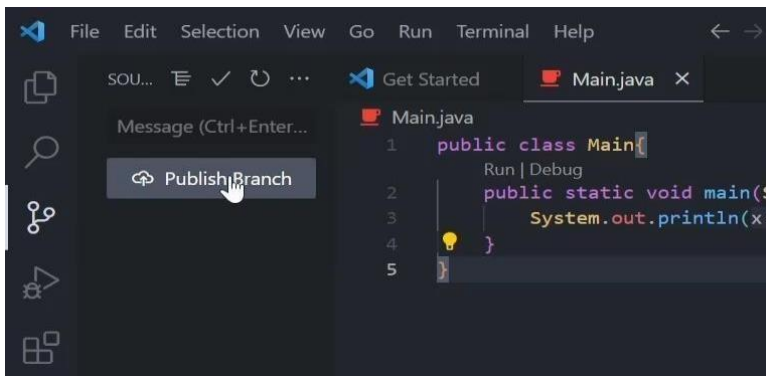 File Edit Selection View Go Run Terminal Help
SOU...
Get Started
Main.java
Message (Ctrl+Enter...
Publish Branch
Main.java
1 public class Main{
Run | Debug
2 public static void main(
3 System.out.println(x
4 }
5 }